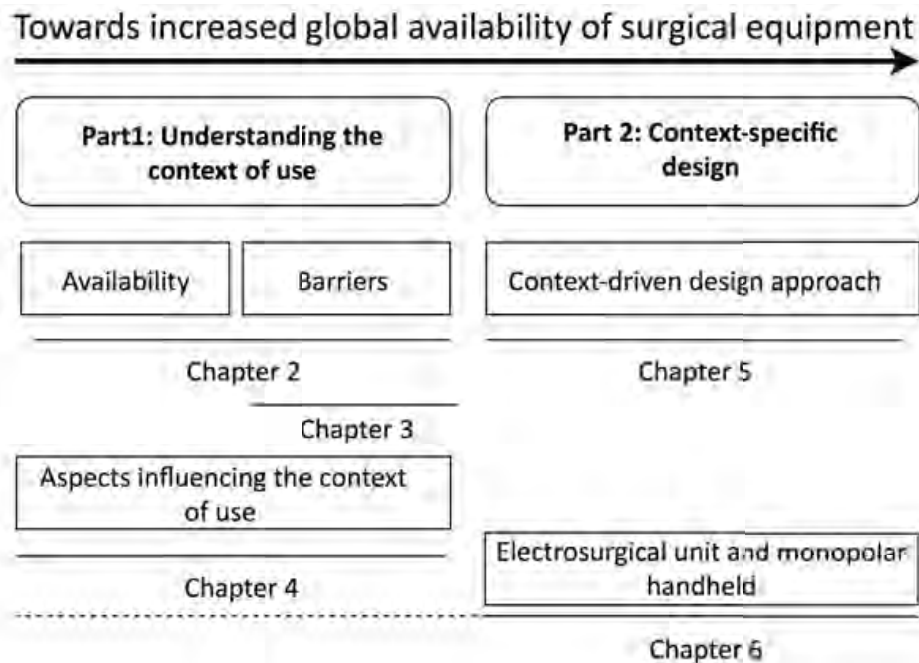 Towards increased global availability of surgical equipment
Part1: Understanding the
context of use
Part 2: Context-specific
design
Availability
Barriers
Context-driven design approach
Chapter 2
Chapter 5
Chapter 3
Aspects influencing the context
of use
Electrosurgical unit and monopolar
handheld
Chapter 4
Chapter 6